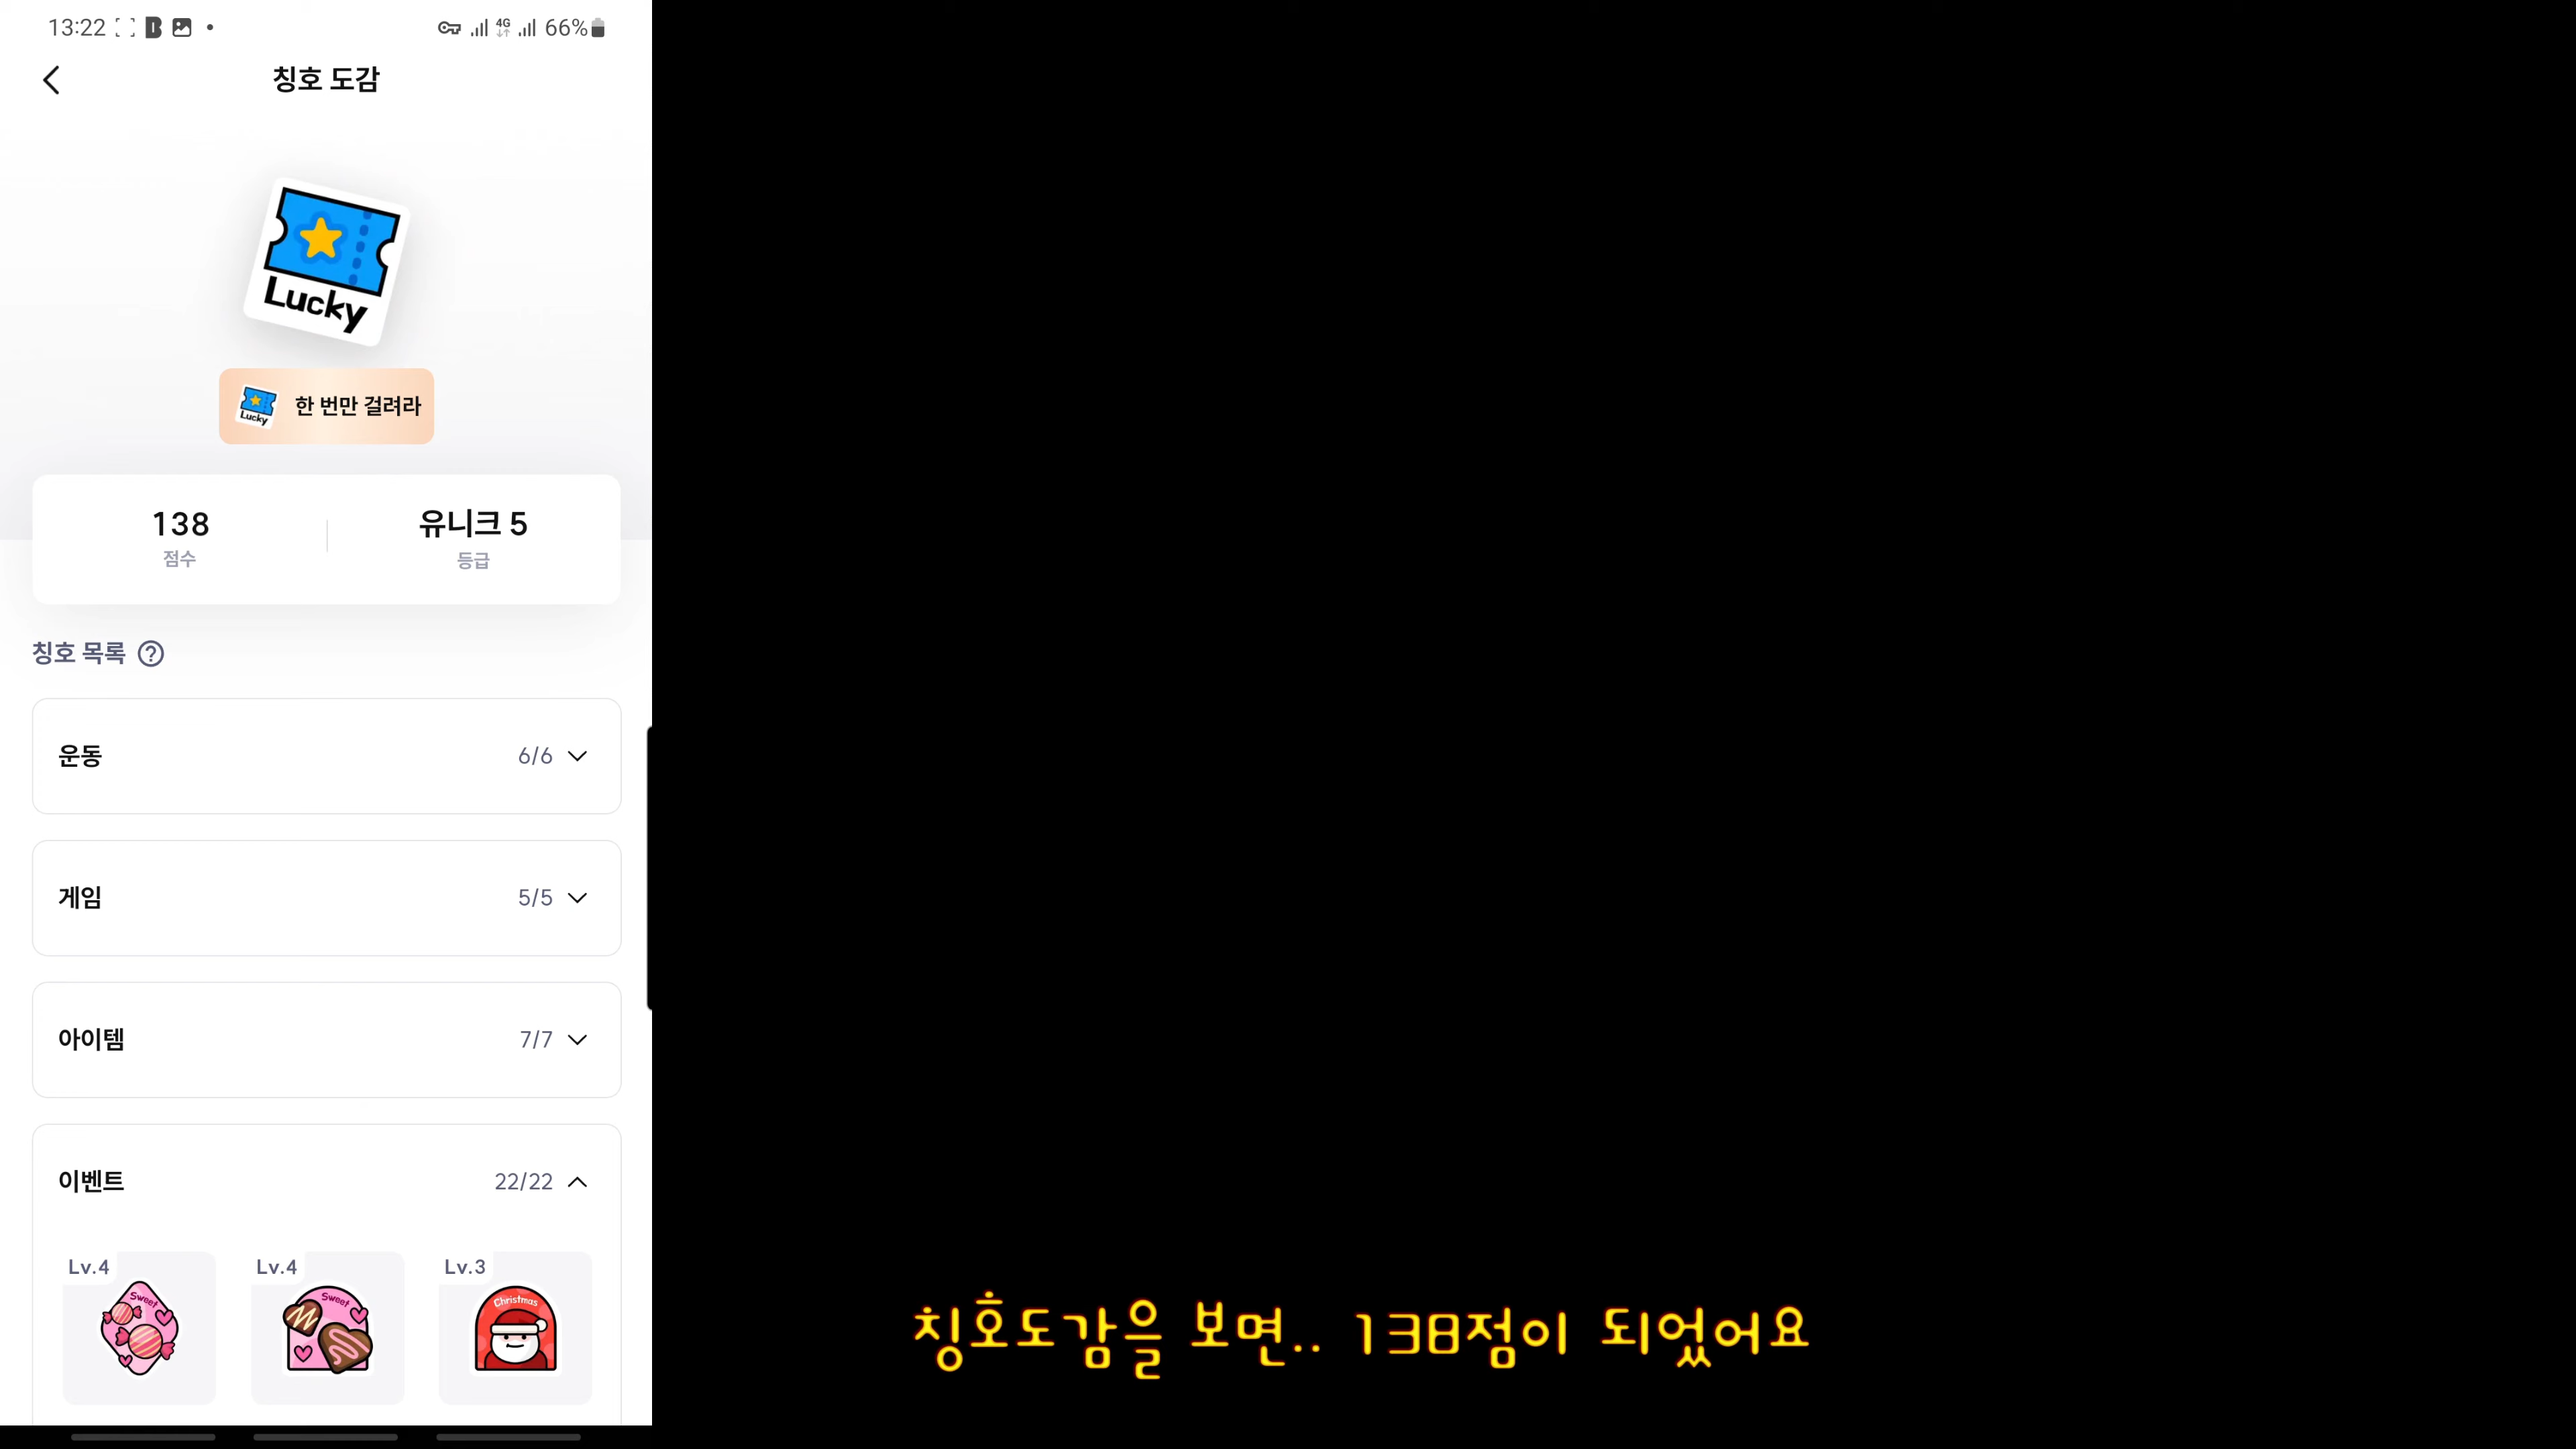 13:22 4G 66%
칭호 도감
Lucky
Lucky 한 번만 걸려라
138 유니크 5
점수 등급
칭호 목록 ?
운동 6/6
게임 5/5
아이템 7/7
이벤트 22/22
Lv.4 Lv.4 Lv.3
Sweet Sweet Christmas
칭호도감을 보면.. 138점이 되었어요